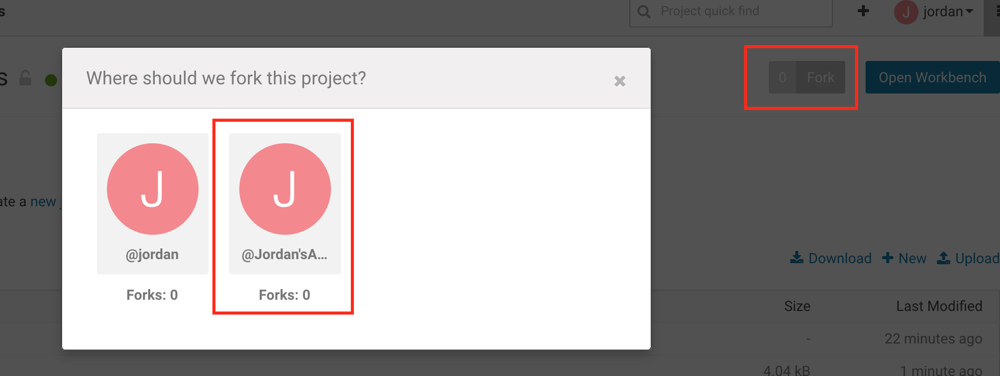 s
Project quick find
J
jordan
Where should we fork this project?
s
0 Fork
Open Workbench
J
J
@jordan
@Jordan'sA...
Forks: 0
Forks: 0
ate a new j
Download
New
Upload
Size
Last Modified
-
22 minutes ago
4.04 kB
1 minute ago